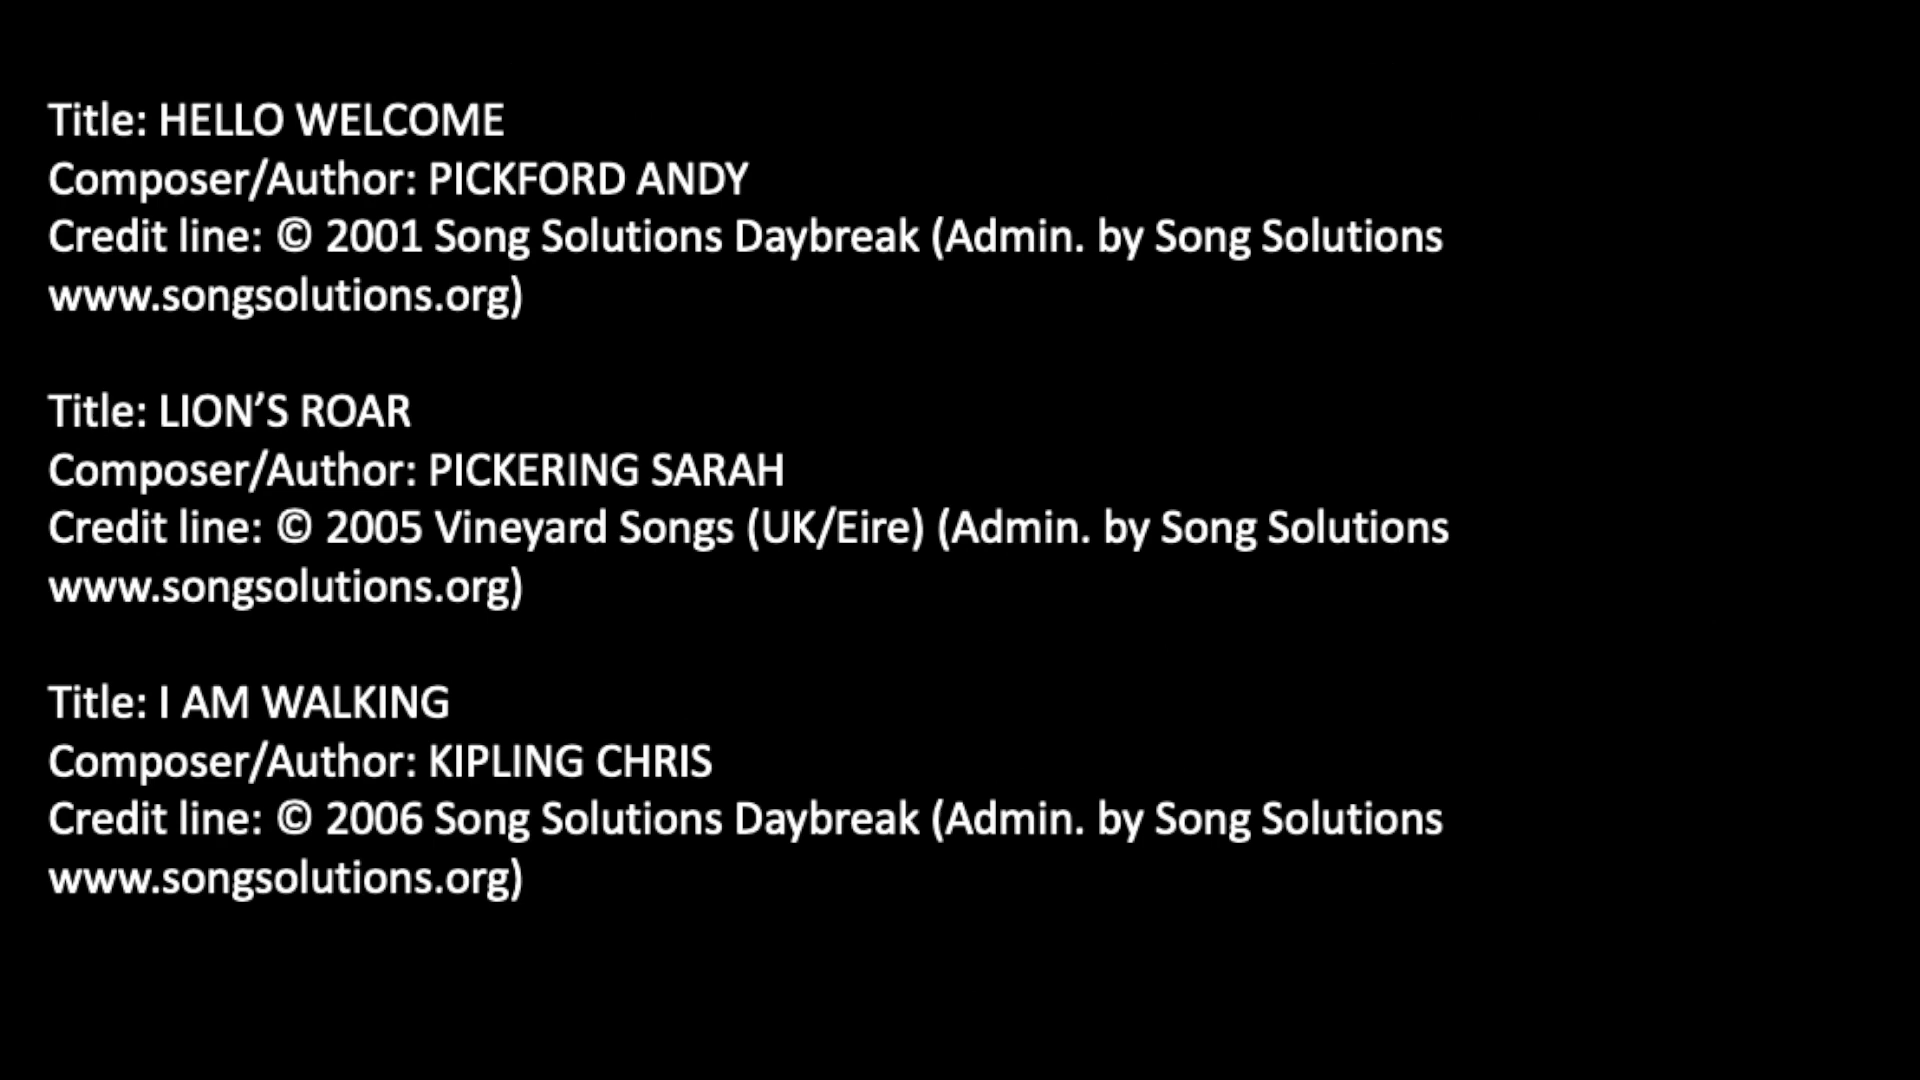 Title: HELLO WELCOME
Composer/Author: PICKFORD ANDY
Credit line: © 2001 Song Solutions Daybreak (Admin. by Song Solutions
www.songsolutions.org)
Title: LION’S ROAR
Composer/Author: PICKERING SARAH
Credit line: © 2005 Vineyard Songs (UK/Eire) (Admin. by Song Solutions
www.songsolutions.org)
Title: I AM WALKING
Composer/Author: KIPLING CHRIS
Credit line: © 2006 Song Solutions Daybreak (Admin. by Song Solutions
www.songsolutions.org)